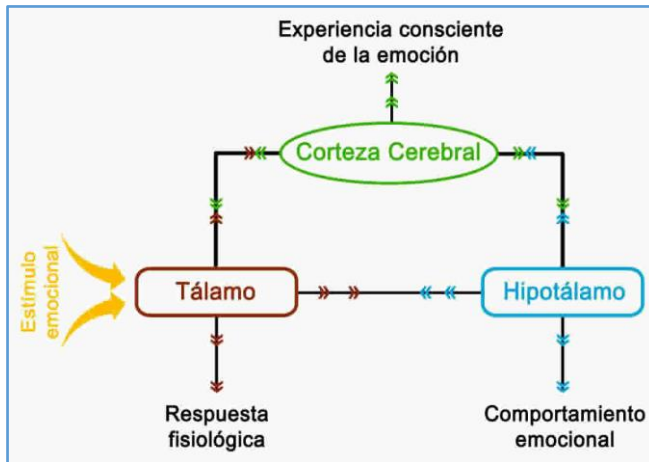 Experiencia consciente
de la emoción
Corteza Cerebral
Estímulo
emocional
Tálamo
Hipotálamo
Respuesta
fisiológica
Comportamiento
emocional